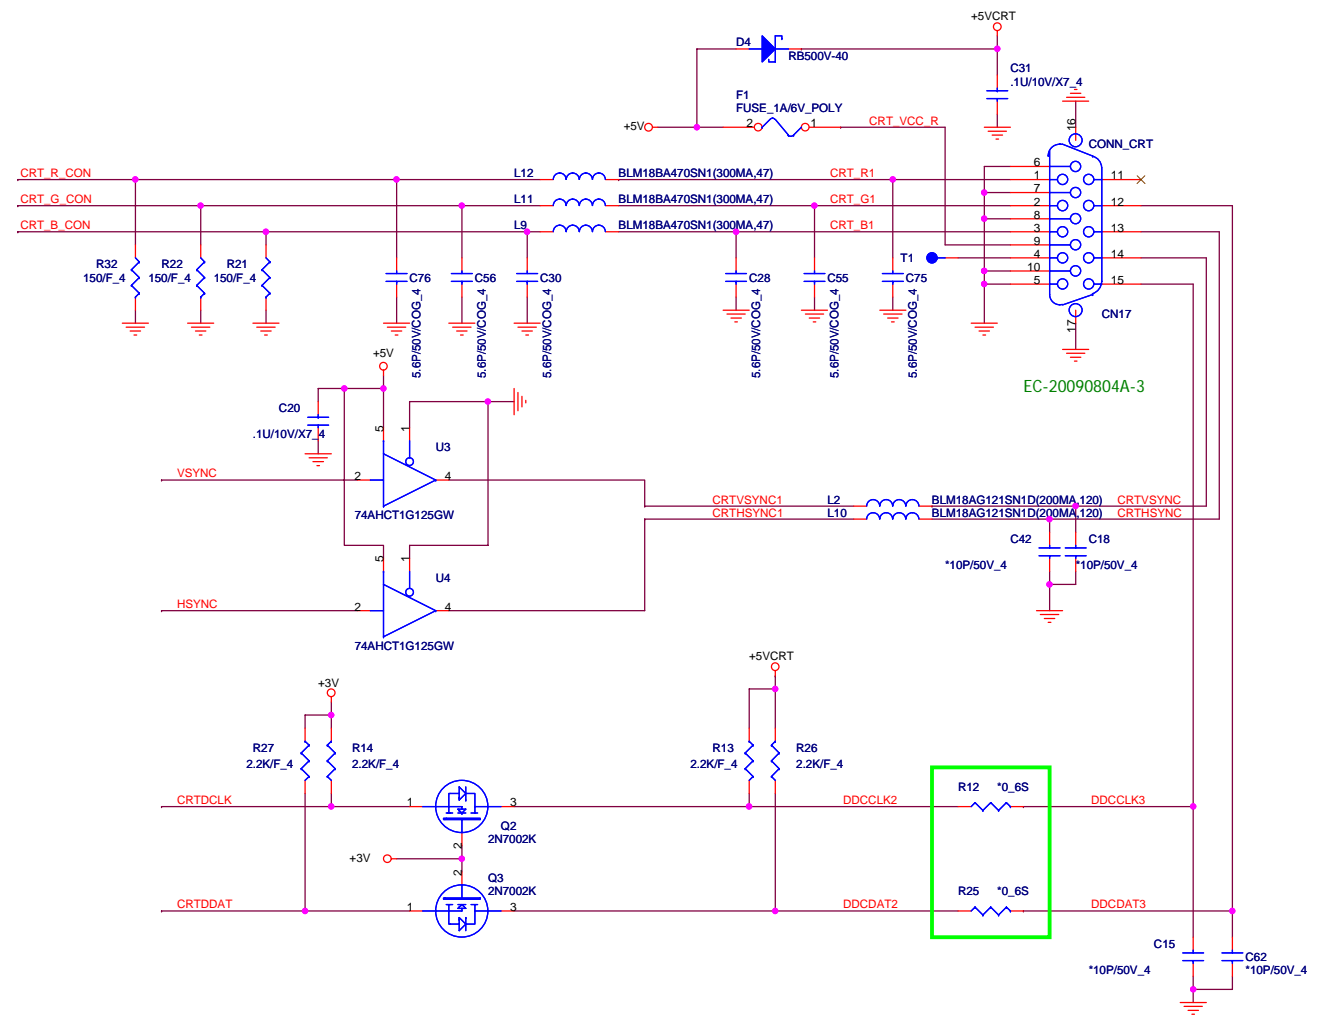 +5VCRT
D4
RB500V-40
C31
.1U/10V/X7_4
F1
FUSE_1A/6V_POLY
+5V
2
1
CRT_VCC_R
16
CONN_CRT
CRT_R_CON
L12
BLM18BA470SN1(300MA,47)
CRT_R1
CRT_G_CON
L11
BLM18BA470SN1(300MA,47)
CRT_G1
CRT_B_CON
L9
BLM18BA470SN1(300MA,47)
CRT_B1
6
1
7
2
8
3
9
4
10
5
11
12
13
14
15
T1
R32
150/F_4
R22
150/F_4
R21
150/F_4
C76
5.6P/50V/COG_4
C56
5.6P/50V/COG_4
C30
5.6P/50V/COG_4
C28
5.6P/50V/COG_4
C55
5.6P/50V/COG_4
C75
5.6P/50V/COG_4
17
CN17
EC-20090804A-3
+5V
C20
.1U/10V/X7_4
5
1
U3
VSYNC
2
4
74AHCT1G125GW
CRTVSYNC1
L2
BLM18AG121SN1D(200MA,120)
CRTVSYNC
CRTHSYNC1
L10
BLM18AG121SN1D(200MA,120)
CRTHSYNC
C42
*10P/50V_4
C18
*10P/50V_4
5
1
U4
HSYNC
2
4
74AHCT1G125GW
+3V
+5VCRT
R27
2.2K/F_4
R14
2.2K/F_4
R13
2.2K/F_4
R26
2.2K/F_4
CRTDCLK
1
3
Q2
2N7002K
2
DDCCLK2
R12
*0_6S
DDCCLK3
+3V
2
Q3
2N7002K
CRTDDAT
1
3
DDCDAT2
R25
*0_6S
DDCDAT3
C15
*10P/50V_4
C62
*10P/50V_4